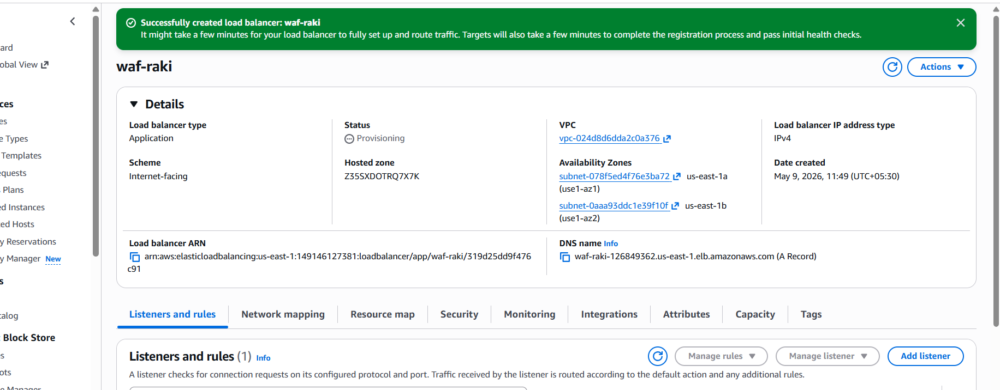 Successfully created load balancer: waf-raki
It might take a few minutes for your load balancer to fully set up and route traffic. Targets will also take a few minutes to complete the registration process and pass initial health checks.
ard
obal View
ces
es
e Types
Templates
equests
Plans
ed Instances
ted Hosts
y Reservations
y Manager New
s
talog
Block Store
es
ots
e Manager
waf-raki
Actions
Details
Load balancer type
Application
Scheme
Internet-facing
Status
Provisioning
Hosted zone
Z35SXDOTRQ7X7K
VPC
vpc-024d8d6dda2c0a376
Availability Zones
subnet-078f5ed4f76e3ba72 us-east-1a
(use1-az1)
subnet-0aaa93ddc1e39f10f us-east-1b
(use1-az2)
Load balancer IP address type
IPv4
Date created
May 9, 2026, 11:49 (UTC+05:30)
Load balancer ARN
arn:aws:elasticloadbalancing:us-east-1:149146127381:loadbalancer/app/waf-raki/319d25dd9f476
c91
DNS name Info
waf-raki-126849362.us-east-1.elb.amazonaws.com (A Record)
Listeners and rules Network mapping Resource map Security Monitoring Integrations Attributes Capacity Tags
Listeners and rules (1) Info
Manage rules Manage listener Add listener
A listener checks for connection requests on its configured protocol and port. Traffic received by the listener is routed according to the default action and any additional rules.